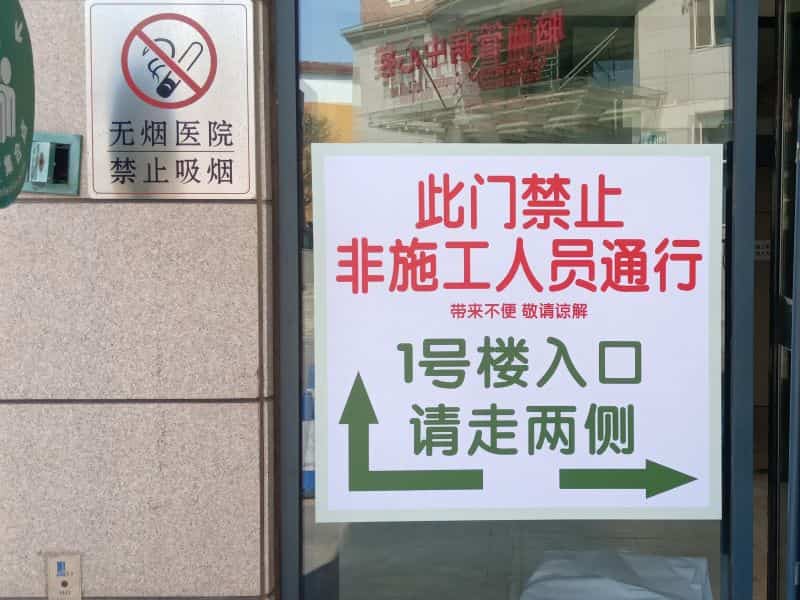 无烟医院
禁止吸烟
此门禁止
非施工人员通行
带来不便 敬请谅解
1号楼入口
请走两侧